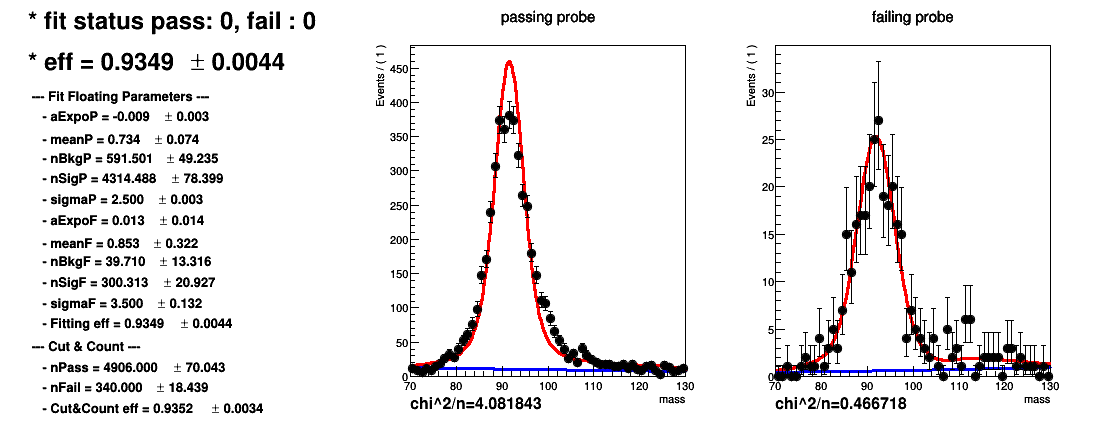 * fit status pass: 0, fail : 0
* eff = 0.9349 ± 0.0044
--- Fit Floating Parameters ---
- aExpoP = -0.009 ± 0.003
- meanP = 0.734 ± 0.074
- nBkgP = 591.501 ± 49.235
- nSigP = 4314.488 ± 78.399
- sigmaP = 2.500 ± 0.003
- aExpoF = 0.013 ± 0.014
- meanF = 0.853 ± 0.322
- nBkgF = 39.710 ± 13.316
- nSigF = 300.313 ± 20.927
- sigmaF = 3.500 ± 0.132
- Fitting eff = 0.9349 ± 0.0044
--- Cut & Count ---
- nPass = 4906.000 ± 70.043
- nFail = 340.000 ± 18.439
- Cut&Count eff = 0.9352 ± 0.0034
passing probe
Events / ( 1 )
450
400
350
300
250
200
150
100
50
0
70 80 90 100 110 120 130
mass
chi^2/n=4.081843
failing probe
Events / ( 1 )
30
25
20
15
10
5
0
70 80 90 100 110 120 130
mass
chi^2/n=0.466718